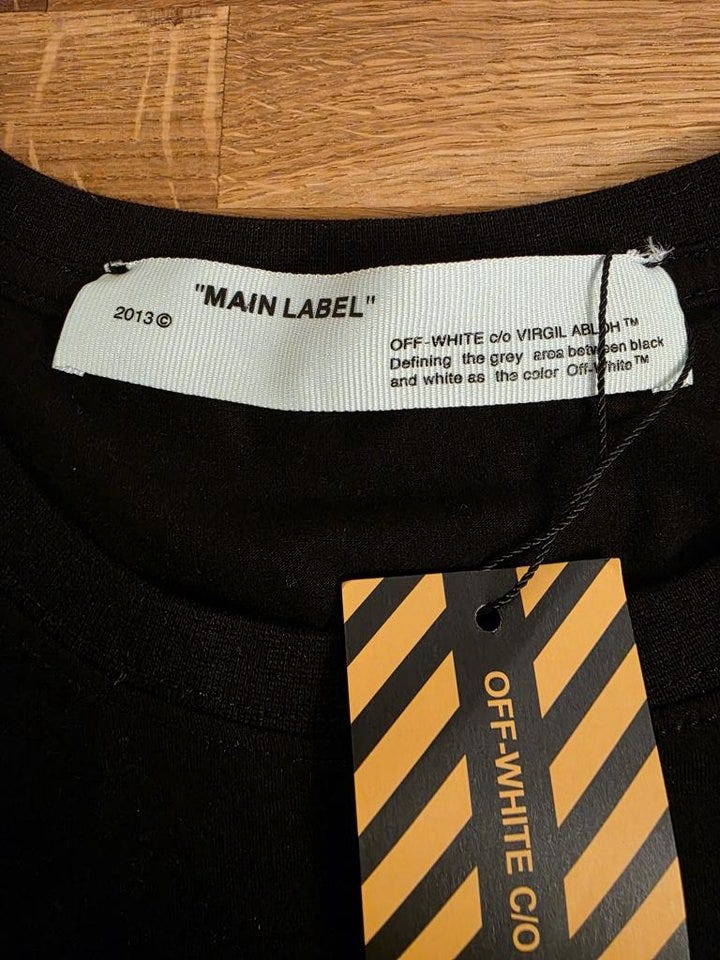 "MAIN LABEL"
2013 ©
OFF-WHITE c/o VIRGIL ABLOH™
Defining the grey area between black
and white as the color Off-White™
OFF-WHITE C/O